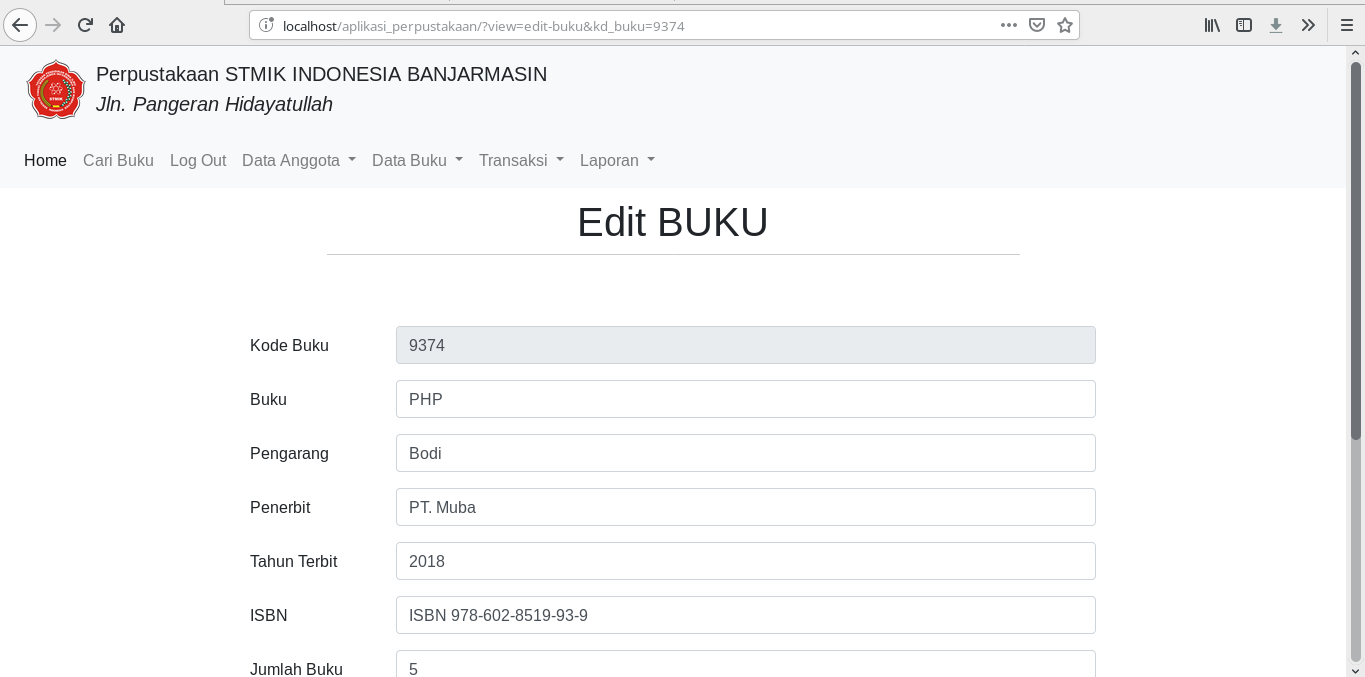 localhost/aplikasi_perpustakaan/?view=edit-buku&kd_buku=9374
Perpustakaan STMIK INDONESIA BANJARMASIN
Jln. Pangeran Hidayatullah
Home Cari Buku Log Out Data Anggota Data Buku Transaksi Laporan
Edit BUKU
Kode Buku 9374
Buku PHP
Pengarang Bodi
Penerbit PT. Muba
Tahun Terbit 2018
ISBN ISBN 978-602-8519-93-9
Jumlah Buku 5